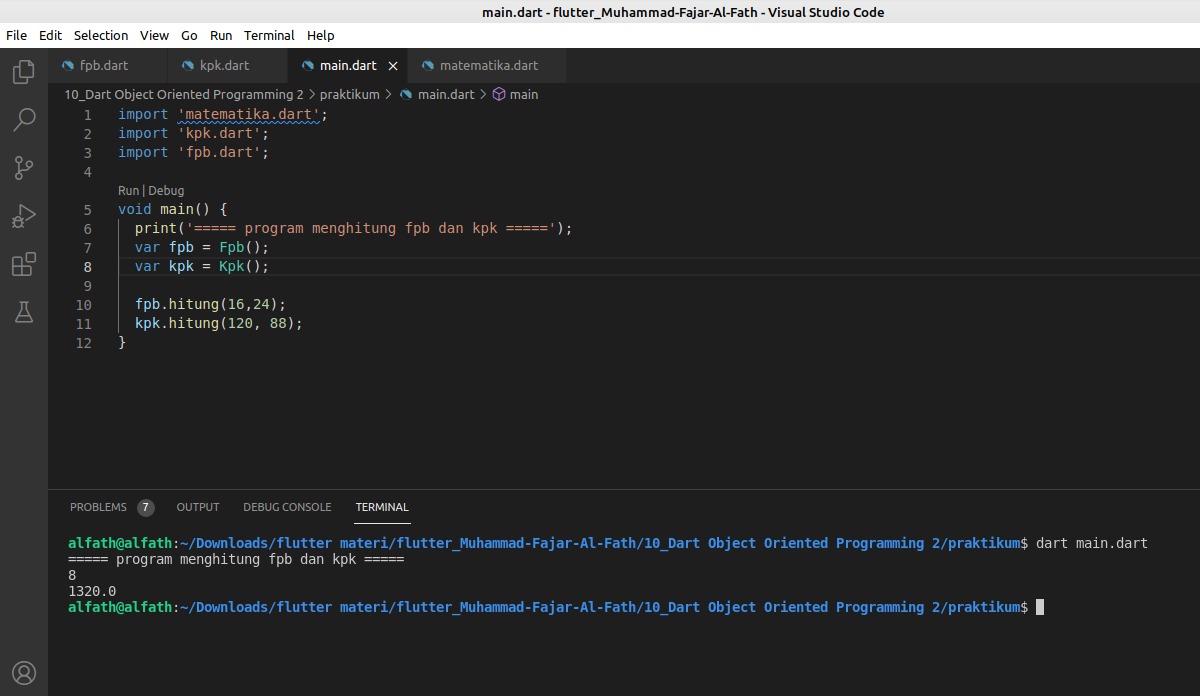 main.dart - flutter_Muhammad-Fajar-Al-Fath - Visual Studio Code
File Edit Selection View Go Run Terminal Help
fpb.dart kpk.dart main.dart matematika.dart
10_Dart Object Oriented Programming 2 > praktikum > main.dart > main
1 import 'matematika.dart';
2 import 'kpk.dart';
3 import 'fpb.dart';
4
Run | Debug
5 void main() {
6 print('===== program menghitung fpb dan kpk =====');
7 var fpb = Fpb();
8 var kpk = Kpk();
9
10 fpb.hitung(16,24);
11 kpk.hitung(120, 88);
12 }
PROBLEMS 7 OUTPUT DEBUG CONSOLE TERMINAL
alfath@alfath:~/Downloads/flutter materi/flutter_Muhammad-Fajar-Al-Fath/10_Dart Object Oriented Programming 2/praktikum$ dart main.dart
===== program menghitung fpb dan kpk =====
8
1320.0
alfath@alfath:~/Downloads/flutter materi/flutter_Muhammad-Fajar-Al-Fath/10_Dart Object Oriented Programming 2/praktikum$